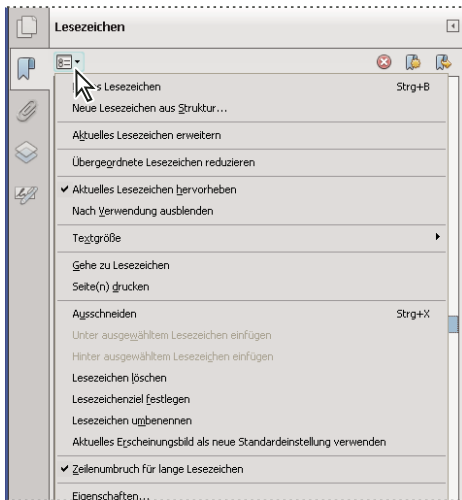 Lesezeichen
s Lesezeichen Strg+B
Neue Lesezeichen aus Struktur...
Aktuelles Lesezeichen erweitern
Übergeordnete Lesezeichen reduzieren
Aktuelles Lesezeichen hervorheben
Nach Verwendung ausblenden
Textgröße
Gehe zu Lesezeichen
Seite(n) drucken
Ausschneiden Strg+X
Unter ausgewähltem Lesezeichen einfügen
Hinter ausgewähltem Lesezeichen einfügen
Lesezeichen löschen
Lesezeichenziel festlegen
Lesezeichen umbenennen
Aktuelles Erscheinungsbild als neue Standardeinstellung verwenden
Zeilenumbruch für lange Lesezeichen
Eigenschaften...